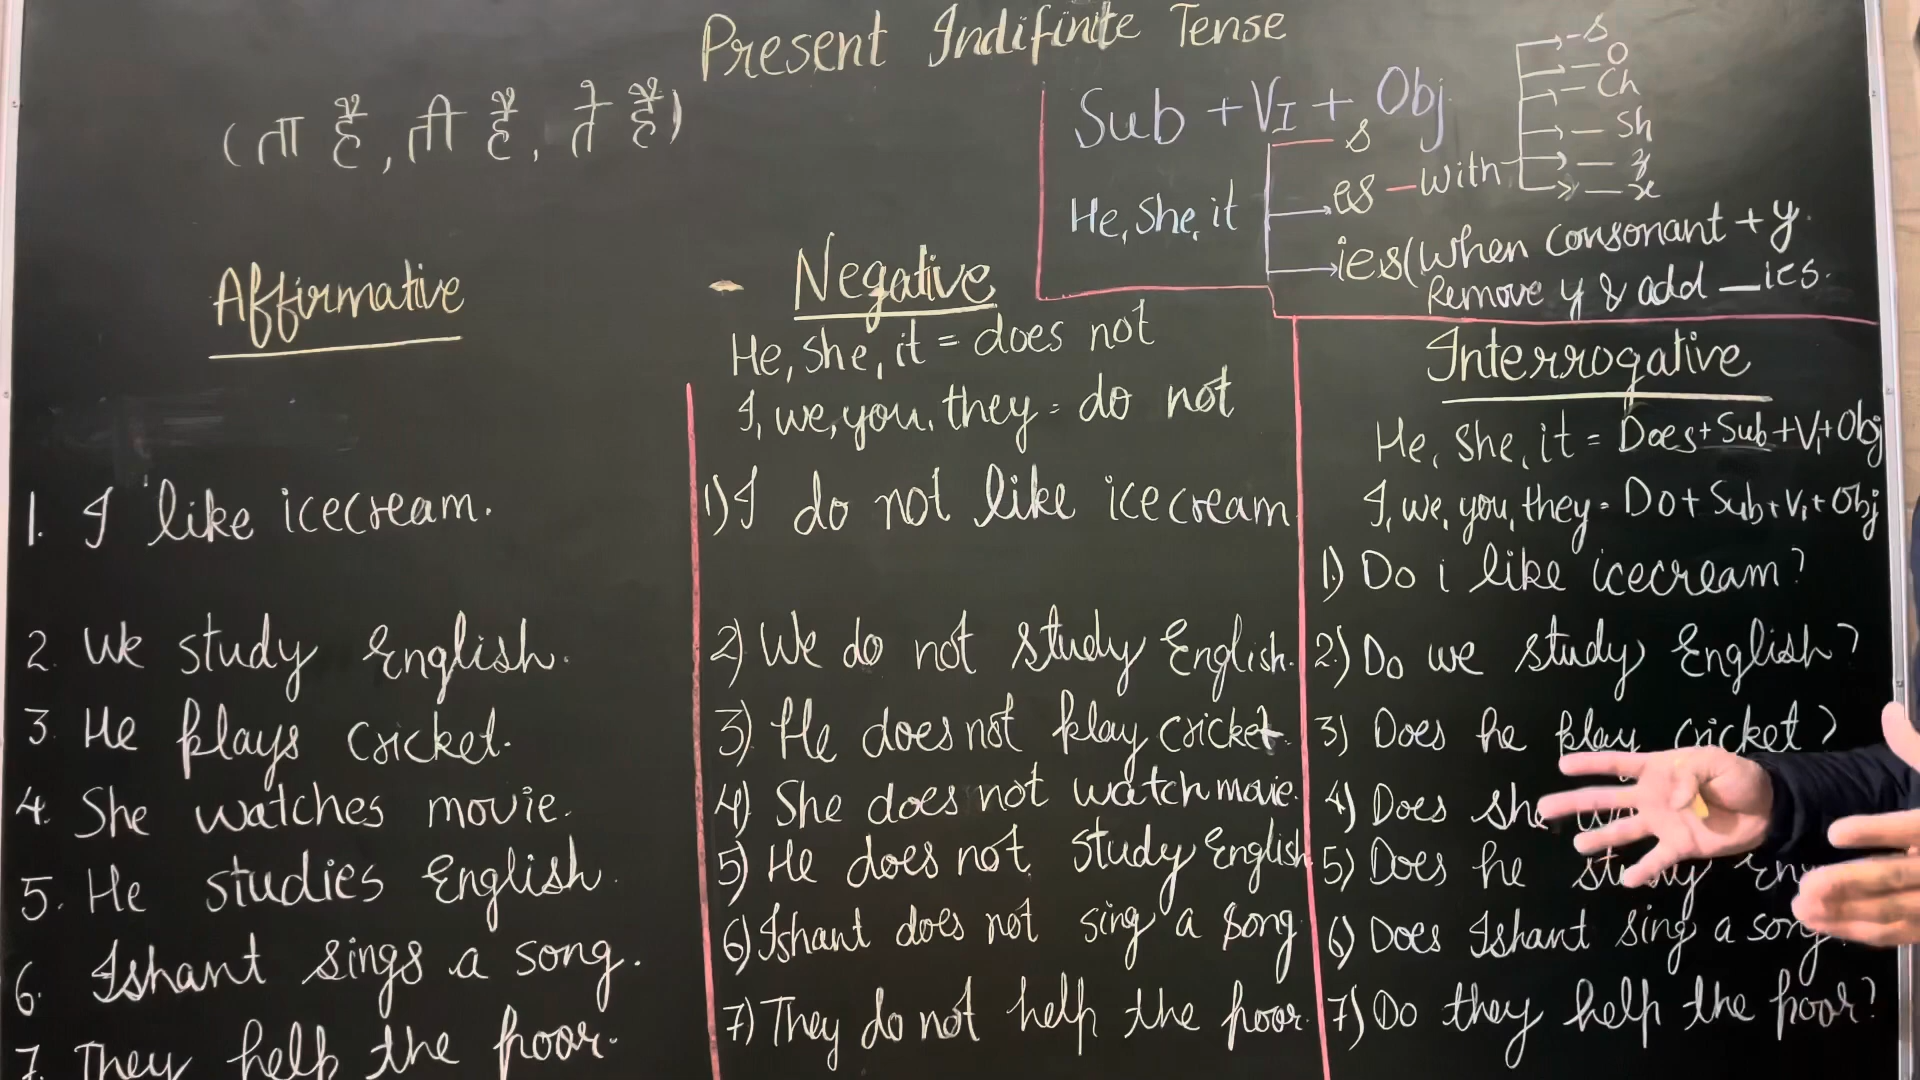 Present Indifinite Tense
(ता है, ती है, ते हैं)
Sub + VI + Obj
He, She, it
s
es - with
- s
- O
- Ch
- Sh
- z
- x
ies (When consonant + y.
Remove y & add _ies.
Affirmative
1. I like icecream.
2. We study English.
3. He plays cricket.
4. She watches movie.
5. He studies English.
6. Ishant sings a song.
7. They help the poor.
- Negative
He, She, it = does not
I, we, you, they = do not
1) I do not like icecream
2) We do not study English.
3) He does not play cricket.
4) She does not watch movie.
5) He does not study English
6) Ishant does not sing a song
7) They do not help the poor.
Interrogative
He, She, it = Does + Sub + V1 + Obj
I, we, you, they = Do + Sub + V1 + Obj
1) Do i like icecream?
2) Do we study English?
3) Does he play cricket?
4) Does she
5) Does he study
6) Does Ishant sing a song
7) Do they help the poor?